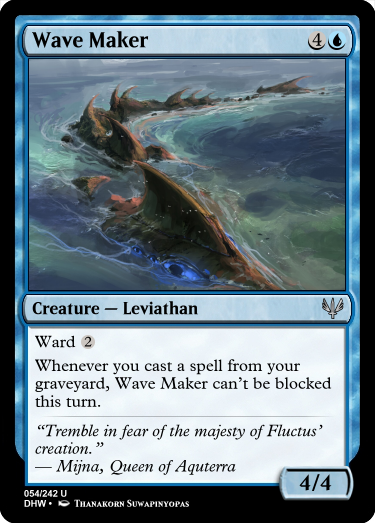 Wave Maker 4
Creature — Leviathan
Ward 2
Whenever you cast a spell from your
graveyard, Wave Maker can't be blocked
this turn.
“Tremble in fear of the majesty of Fluctus’
creation.”
— Mijna, Queen of Aquterra
4/4
054/242 U
DHW • Thanakorn Suwapinyopas